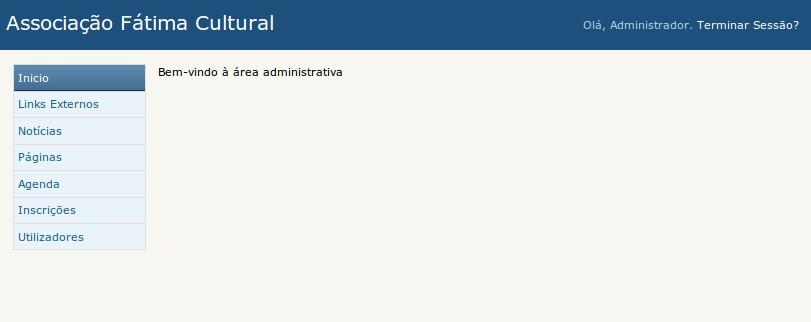 Associação Fátima Cultural
Olá, Administrador. Terminar Sessão?
Inicio
Bem-vindo à área administrativa
Links Externos
Notícias
Páginas
Agenda
Inscrições
Utilizadores